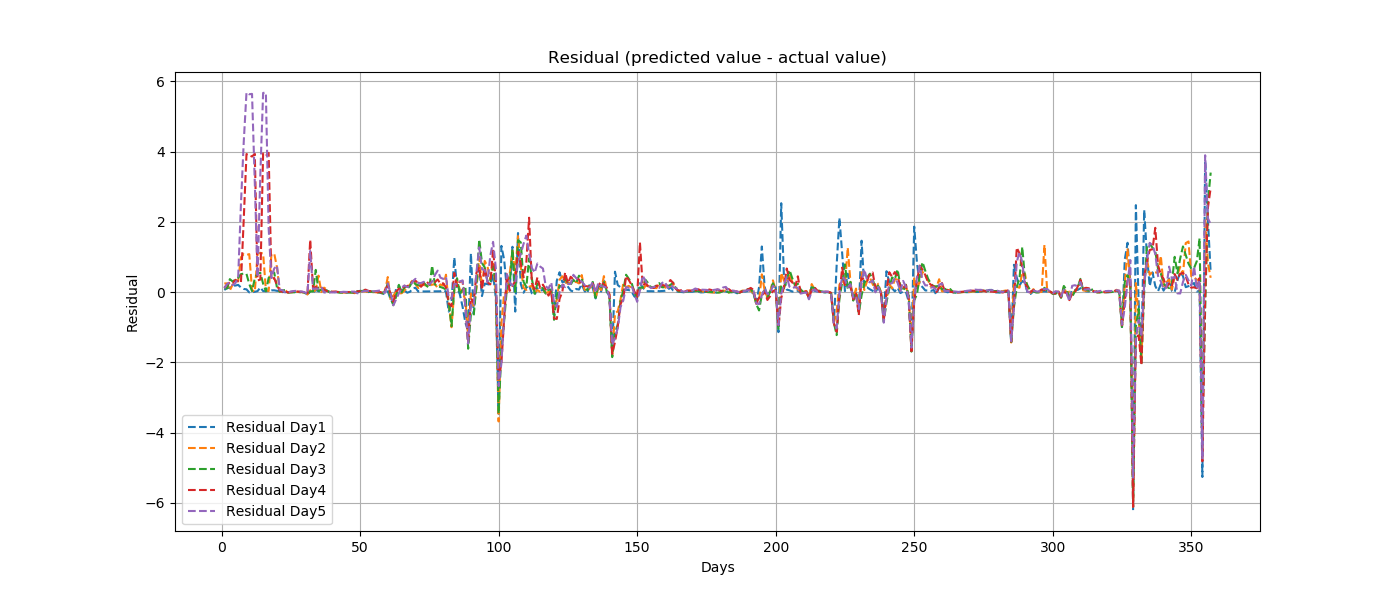 Residual (predicted value - actual value)
Residual
6
4
2
0
−2
−4
−6
Residual Day1
Residual Day2
Residual Day3
Residual Day4
Residual Day5
0 50 100 150 200 250 300 350
Days